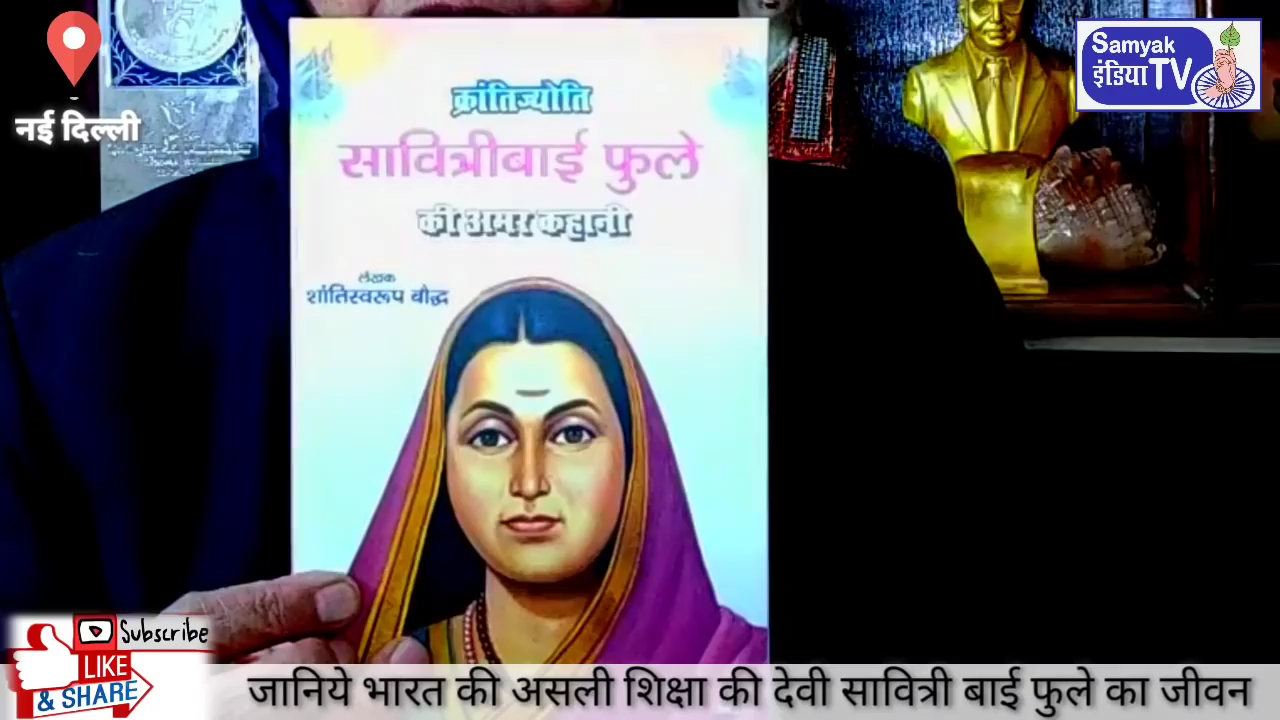 Samyak
इंडिया TV
नई दिल्ली
क्रांतिज्योति
सावित्रीबाई फुले
की अमर कहानी
लेखक
शांतिस्वरूप बौद्ध
Subscribe
LIKE
& SHARE
जानिये भारत की असली शिक्षा की देवी सावित्री बाई फुले का जीवन